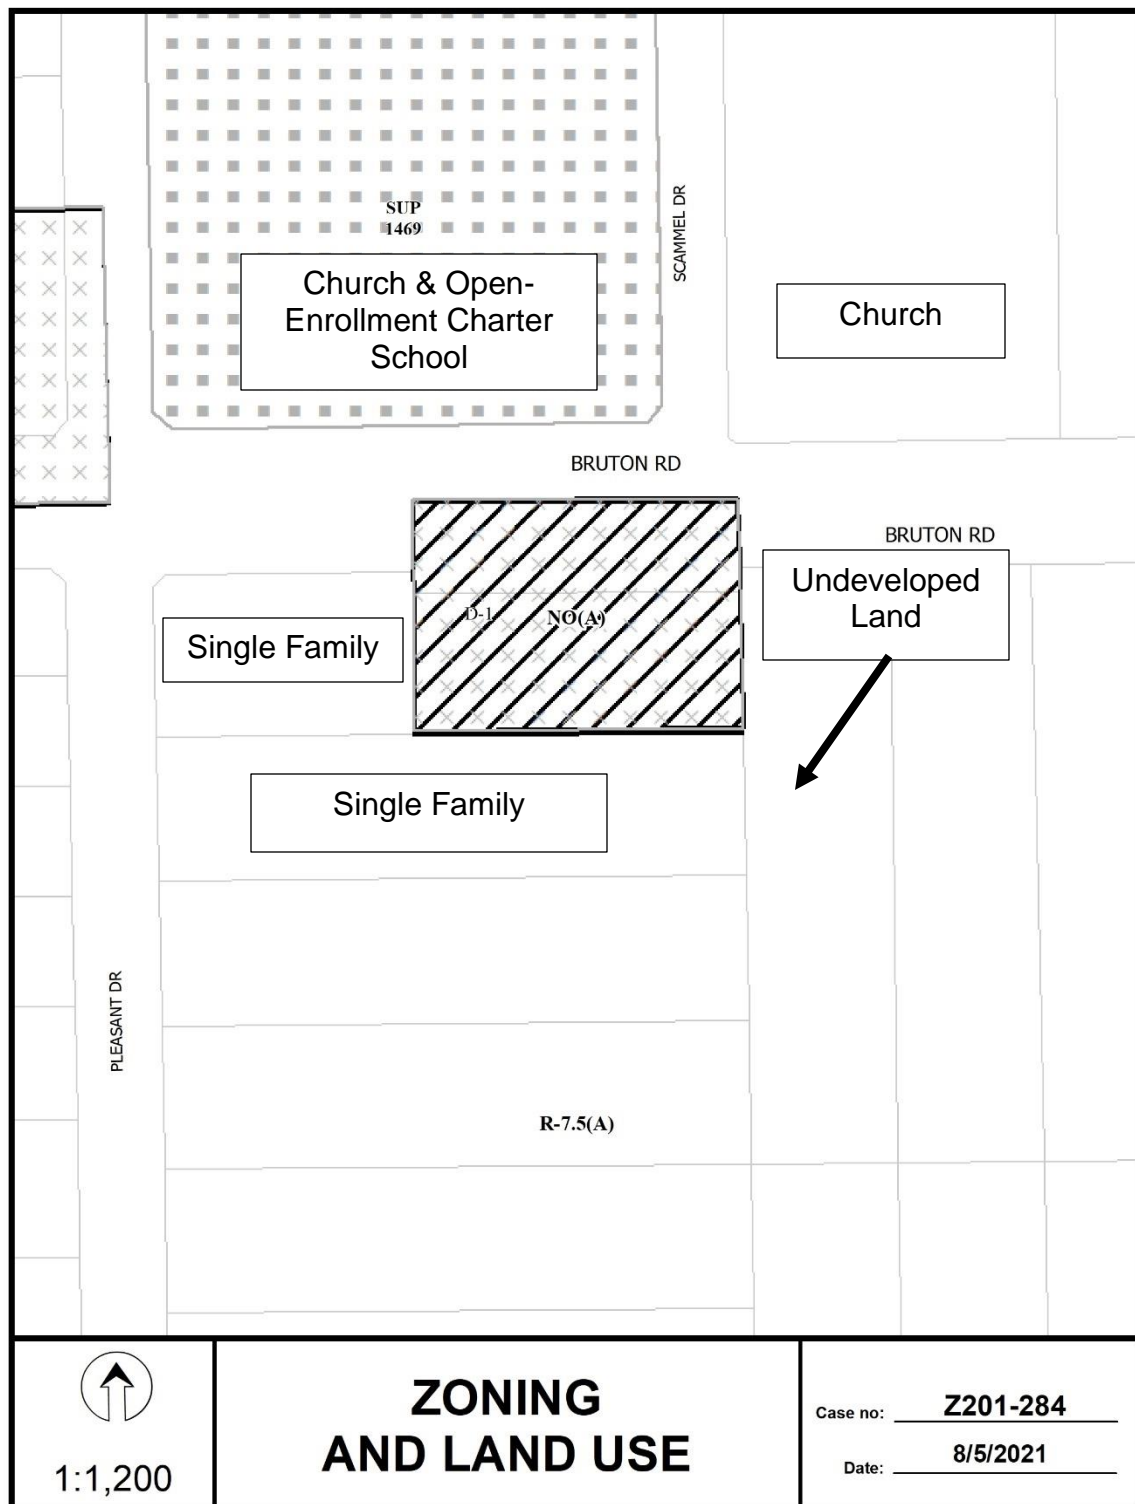 SUP
1469
SCAMMEL DR
Church & Open-
Enrollment Charter
School
Church
BRUTON RD
BRUTON RD
Undeveloped
Land
D-1
NO(A)
Single Family
Single Family
PLEASANT DR
R-7.5(A)
1:1,200
ZONING
AND LAND USE
Case no: Z201-284
Date: 8/5/2021